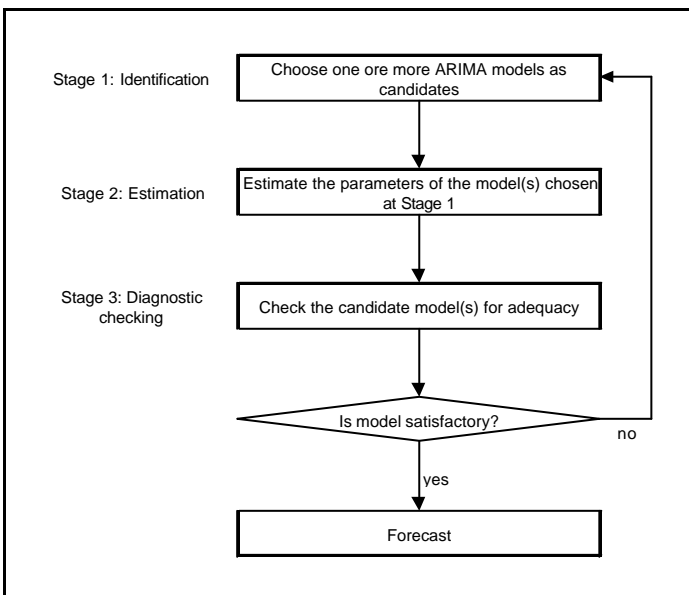 Stage 1: Identification
Choose one ore more ARIMA models as
candidates
Stage 2: Estimation
Estimate the parameters of the model(s) chosen
at Stage 1
Stage 3: Diagnostic
checking
Check the candidate model(s) for adequacy
Is model satisfactory?
no
yes
Forecast